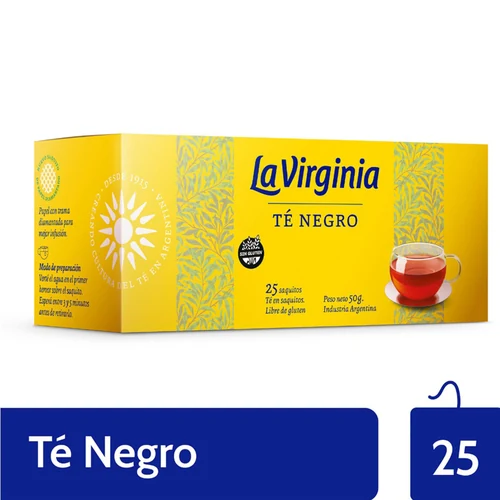 LaVirginia
TÉ NEGRO
SIN GLUTEN
25 saquitos
Té en saquitos.
Libre de gluten
Peso neto 50g.
Industria Argentina
CREANDO CULTURA DEL TÉ EN ARGENTINA · DESDE 1915 ·
Papel con trama
diamantada para
mejor infusión.
Modo de preparación
Vertir el agua en el primer
hervor sobre el saquito.
Esperá entre 3 y 5 minutos
antes de retirarlo.
Té Negro
25